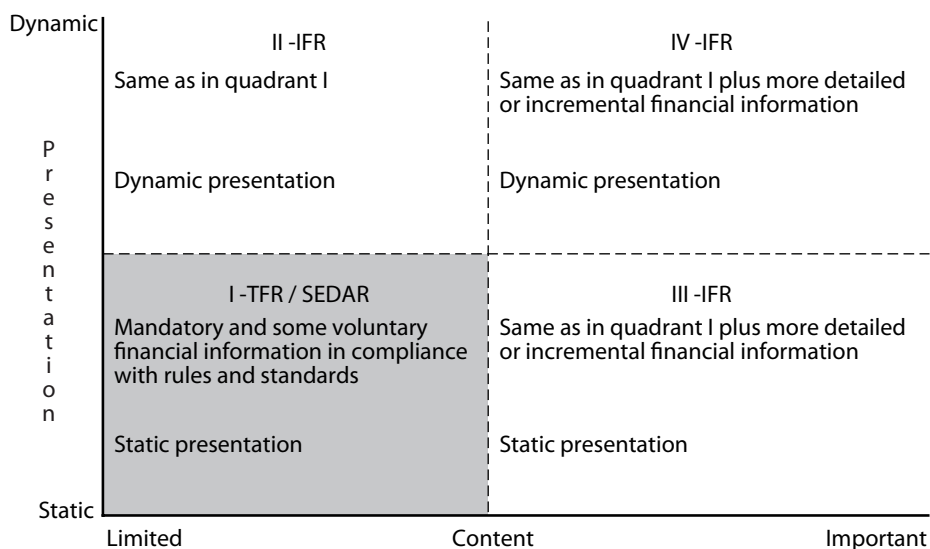 Dynamic
II -IFR
Same as in quadrant I
Dynamic presentation
IV -IFR
Same as in quadrant I plus more detailed
or incremental financial information
Dynamic presentation
Presentation
I -TFR / SEDAR
Mandatory and some voluntary
financial information in compliance
with rules and standards
Static presentation
III -IFR
Same as in quadrant I plus more detailed
or incremental financial information
Static presentation
Static
Limited
Content
Important